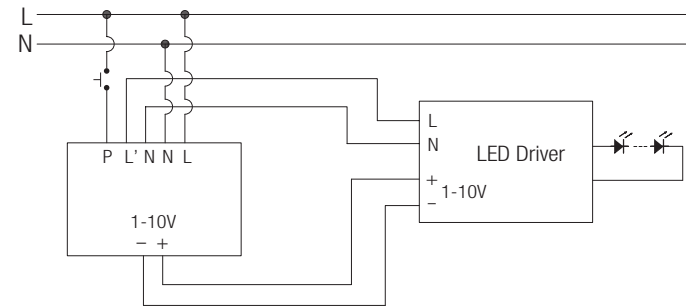 L
N
P L' N N L
1-10V
− +
L
N
LED Driver
+
1-10V
−